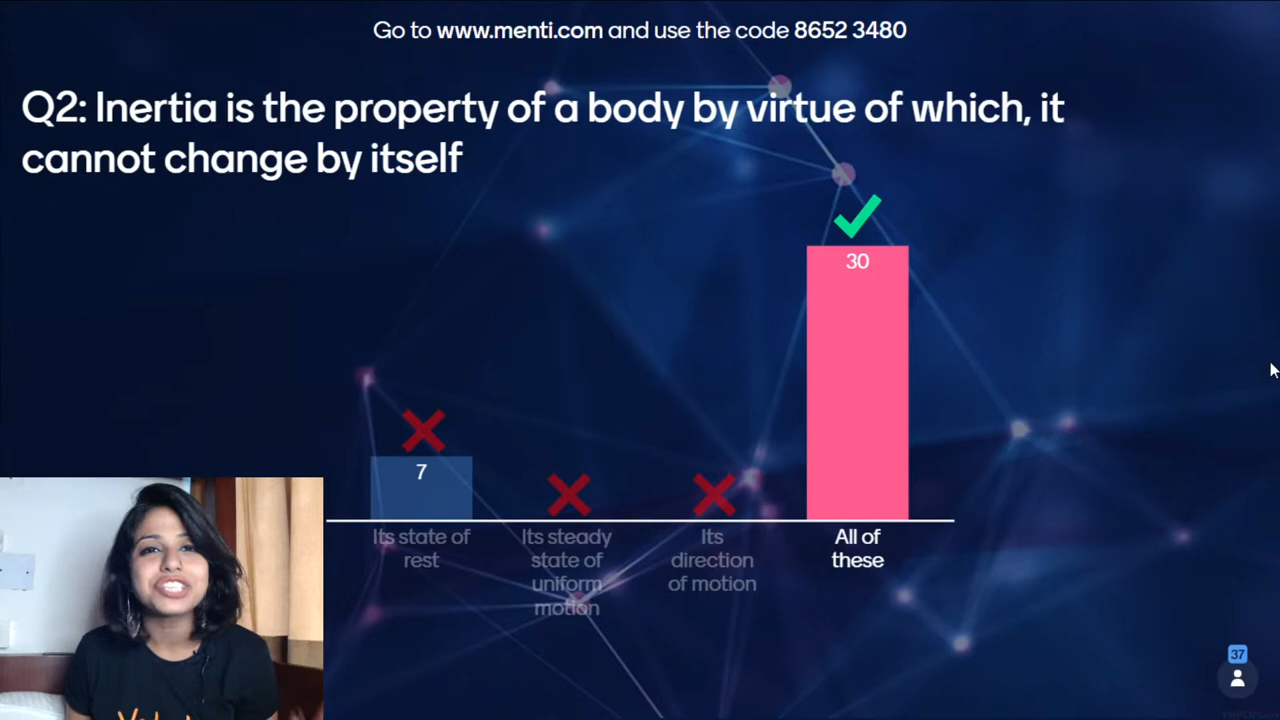 Go to www.menti.com and use the code 8652 3480
Q2: Inertia is the property of a body by virtue of which, it
cannot change by itself
30
7
Its state of
rest
Its steady
state of
uniform
motion
Its
direction
of motion
All of
these
37